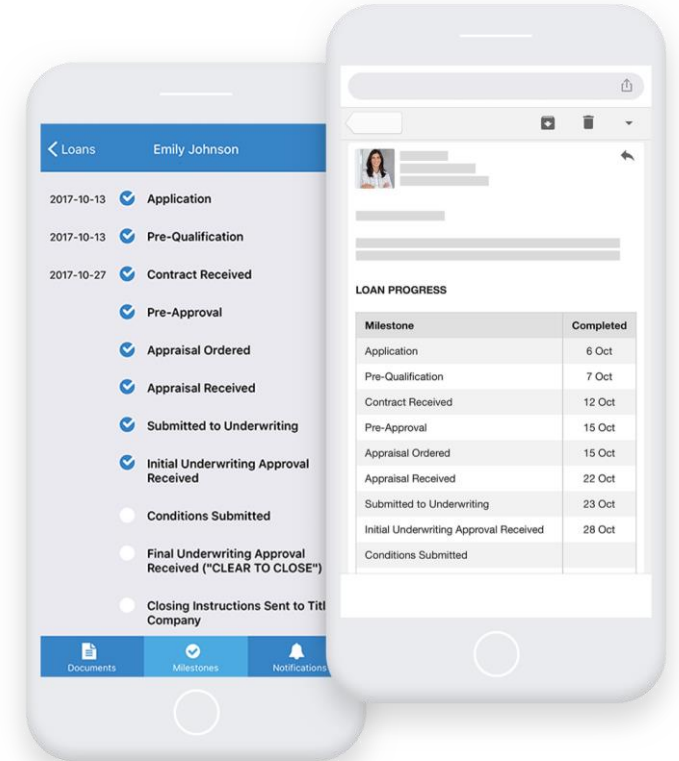 Loans
Emily Johnson
2017-10-13 Application
2017-10-13 Pre-Qualification
2017-10-27 Contract Received
Pre-Approval
Appraisal Ordered
Appraisal Received
Submitted to Underwriting
Initial Underwriting Approval
Received
Conditions Submitted
Final Underwriting Approval
Received ("CLEAR TO CLOSE")
Closing Instructions Sent to Titl
Company
Documents
Milestones
Notifications
LOAN PROGRESS
Milestone Completed
Application 6 Oct
Pre-Qualification 7 Oct
Contract Received 12 Oct
Pre-Approval 15 Oct
Appraisal Ordered 15 Oct
Appraisal Received 22 Oct
Submitted to Underwriting 23 Oct
Initial Underwriting Approval Received 28 Oct
Conditions Submitted